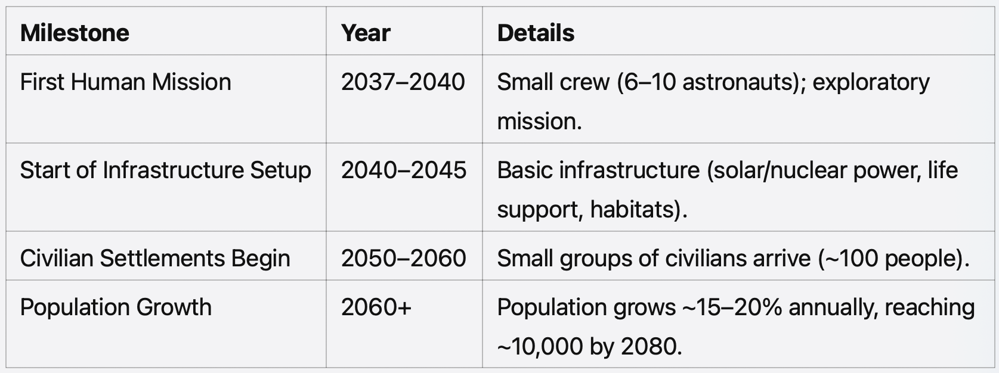 Milestone Year Details
First Human Mission 2037–2040 Small crew (6–10 astronauts); exploratory
mission.
Start of Infrastructure Setup 2040–2045 Basic infrastructure (solar/nuclear power, life
support, habitats).
Civilian Settlements Begin 2050–2060 Small groups of civilians arrive (~100 people).
Population Growth 2060+ Population grows ~15–20% annually, reaching
~10,000 by 2080.